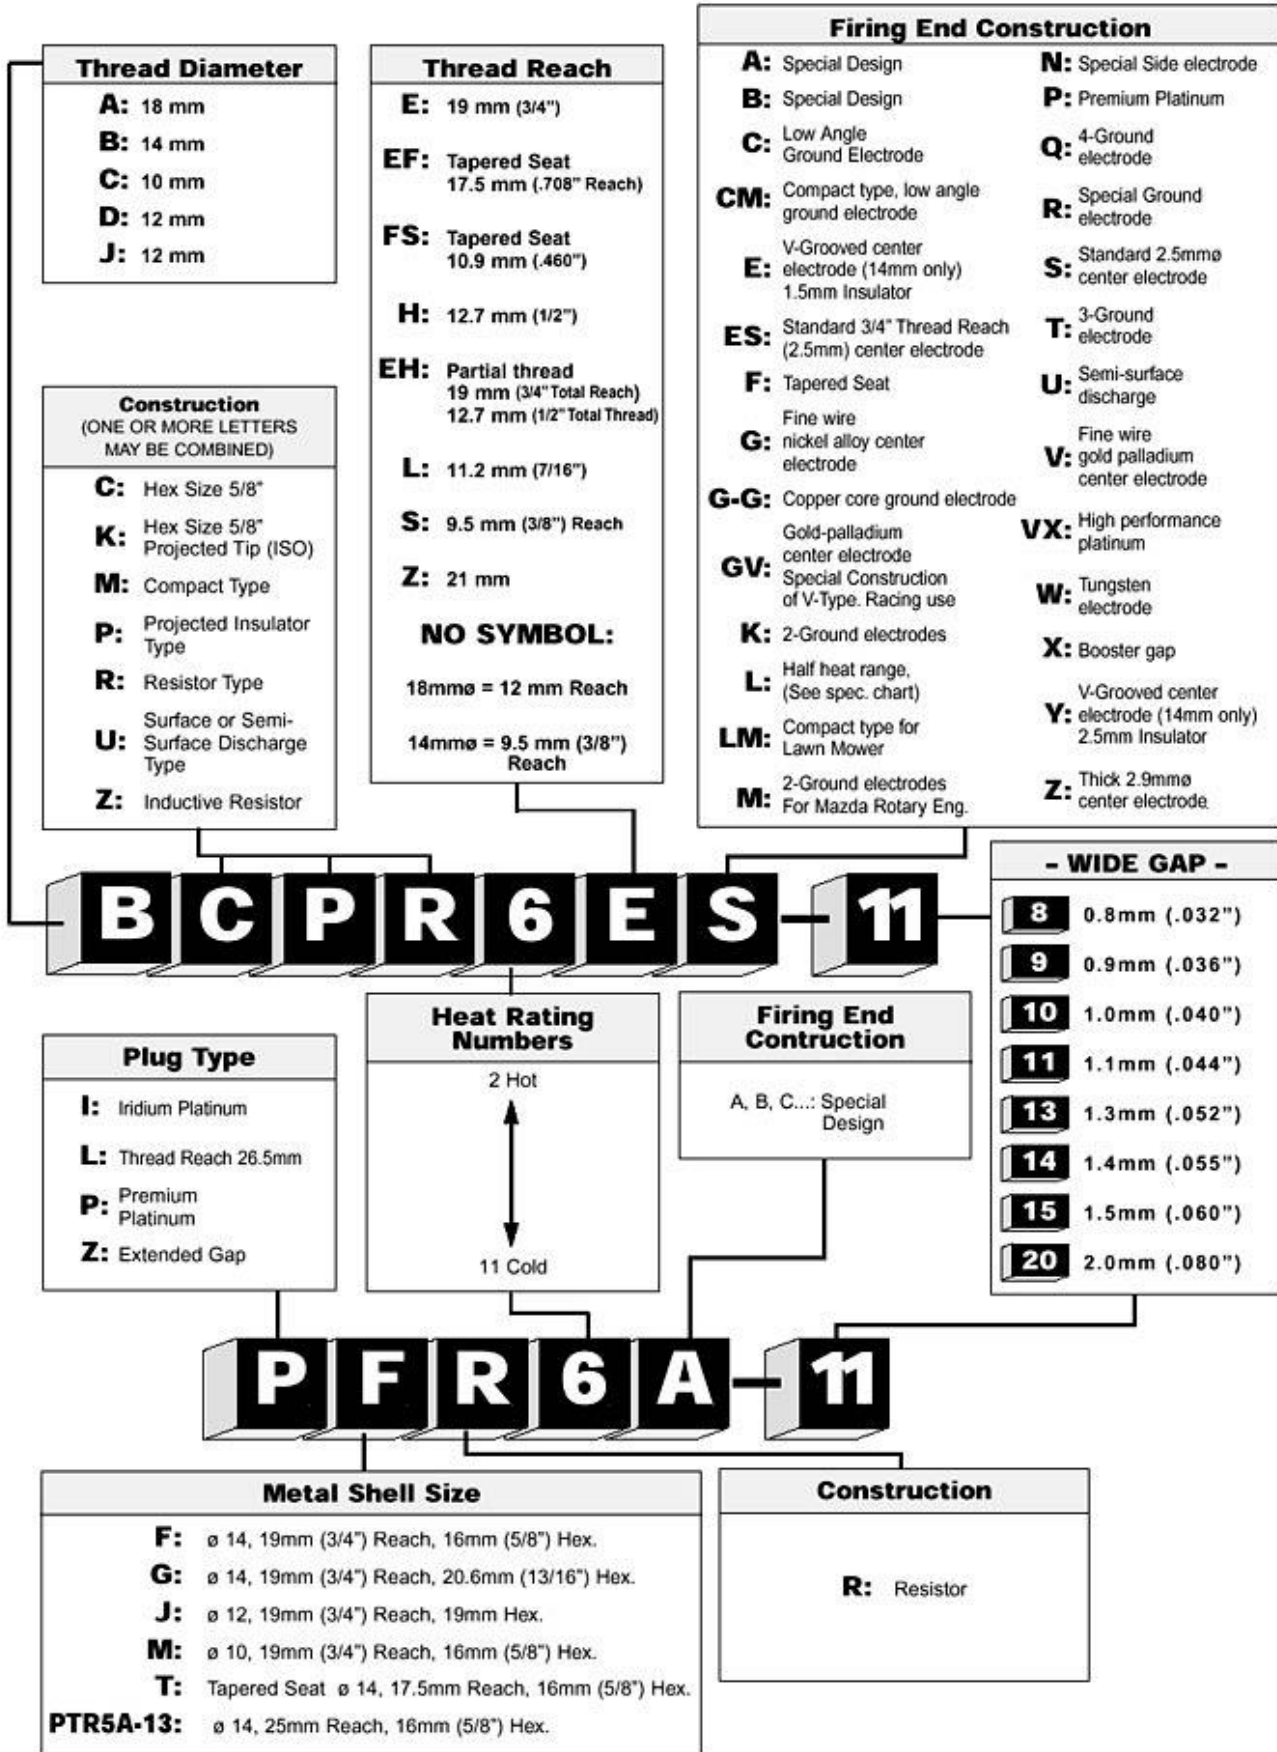 Thread Diameter
A: 18 mm
B: 14 mm
C: 10 mm
D: 12 mm
J: 12 mm
Construction
(ONE OR MORE LETTERS
MAY BE COMBINED)
C: Hex Size 5/8"
K: Hex Size 5/8"
Projected Tip (ISO)
M: Compact Type
P: Projected Insulator
Type
R: Resistor Type
U: Surface or Semi-
Surface Discharge
Type
Z: Inductive Resistor
Thread Reach
E: 19 mm (3/4")
EF: Tapered Seat
17.5 mm (.708" Reach)
FS: Tapered Seat
10.9 mm (.460")
H: 12.7 mm (1/2")
EH: Partial thread
19 mm (3/4" Total Reach)
12.7 mm (1/2" Total Thread)
L: 11.2 mm (7/16")
S: 9.5 mm (3/8") Reach
Z: 21 mm
NO SYMBOL:
18mmø = 12 mm Reach
14mmø = 9.5 mm (3/8")
Reach
Firing End Construction
A: Special Design
B: Special Design
C: Low Angle
Ground Electrode
CM: Compact type, low angle
ground electrode
E: V-Grooved center
electrode (14mm only)
1.5mm Insulator
ES: Standard 3/4" Thread Reach
(2.5mm) center electrode
F: Tapered Seat
G: Fine wire
nickel alloy center
electrode
G-G: Copper core ground electrode
GV: Gold-palladium
center electrode
Special Construction
of V-Type. Racing use
K: 2-Ground electrodes
L: Half heat range,
(See spec. chart)
LM: Compact type for
Lawn Mower
M: 2-Ground electrodes
For Mazda Rotary Eng.
N: Special Side electrode
P: Premium Platinum
Q: 4-Ground
electrode
R: Special Ground
electrode
S: Standard 2.5mmø
center electrode
T: 3-Ground
electrode
U: Semi-surface
discharge
V: Fine wire
gold palladium
center electrode
VX: High performance
platinum
W: Tungsten
electrode
X: Booster gap
Y: V-Grooved center
electrode (14mm only)
2.5mm Insulator
Z: Thick 2.9mmø
center electrode.
B C P R 6 E S - 11
- WIDE GAP -
8 0.8mm (.032")
9 0.9mm (.036")
10 1.0mm (.040")
11 1.1mm (.044")
13 1.3mm (.052")
14 1.4mm (.055")
15 1.5mm (.060")
20 2.0mm (.080")
Plug Type
I: Iridium Platinum
L: Thread Reach 26.5mm
P: Premium
Platinum
Z: Extended Gap
Heat Rating
Numbers
2 Hot
11 Cold
Firing End
Contruction
A, B, C...: Special
Design
P F R 6 A - 11
Metal Shell Size
F: ø 14, 19mm (3/4") Reach, 16mm (5/8") Hex.
G: ø 14, 19mm (3/4") Reach, 20.6mm (13/16") Hex.
J: ø 12, 19mm (3/4") Reach, 19mm Hex.
M: ø 10, 19mm (3/4") Reach, 16mm (5/8") Hex.
T: Tapered Seat ø 14, 17.5mm Reach, 16mm (5/8") Hex.
PTR5A-13: ø 14, 25mm Reach, 16mm (5/8") Hex.
Construction
R: Resistor